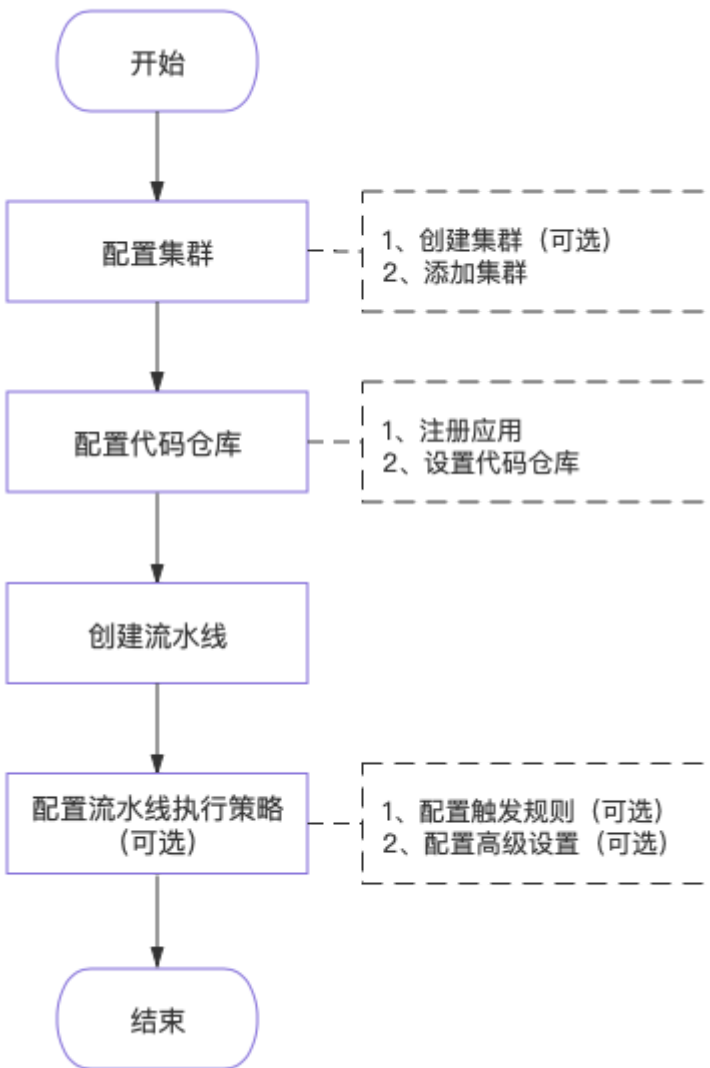 开始
配置集群
1、创建集群（可选）
2、添加集群
配置代码仓库
1、注册应用
2、设置代码仓库
创建流水线
配置流水线执行策略
（可选）
1、配置触发规则（可选）
2、配置高级设置（可选）
结束